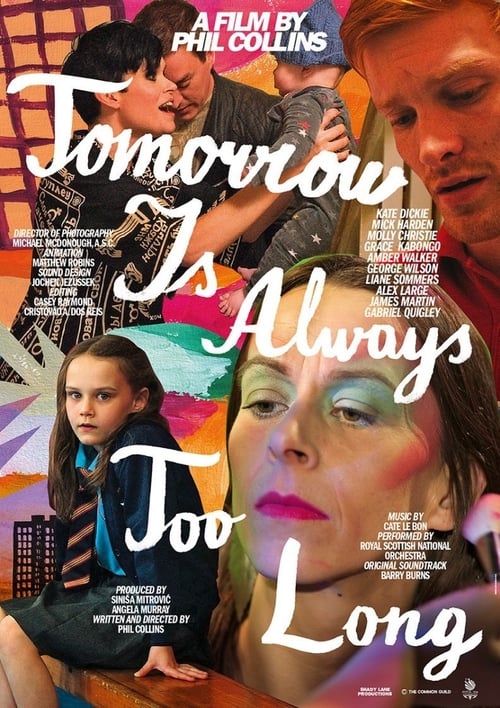 A FILM BY
PHIL COLLINS
Tomorrow
Is
Always
Too
Long
DIRECTOR OF PHOTOGRAPHY
MICHAEL MCDONOUGH, A.S.C.
ANIMATION
MATTHEW ROBINS
SOUND DESIGN
JOCHEN JEZUSSEK
EDITING
CASEY RAYMOND,
CRISTÓVÃO A. DOS REIS
KATE DICKIE
MICK HARDEN
MOLLY CHRISTIE
GRACE KABONGO
AMBER WALKER
GEORGE WILSON
LIANE SOMMERS
ALEX LARGE
JAMES MARTIN
GABRIEL QUIGLEY
MUSIC BY
CATE LE BON
PERFORMED BY
ROYAL SCOTTISH NATIONAL
ORCHESTRA
ORIGINAL SOUNDTRACK
BARRY BURNS
PRODUCED BY
SINIŠA MITROVIĆ
ANGELA MURRAY
WRITTEN AND DIRECTED BY
PHIL COLLINS
SHADY LANE
PRODUCTIONS
© THE COMMON GUILD